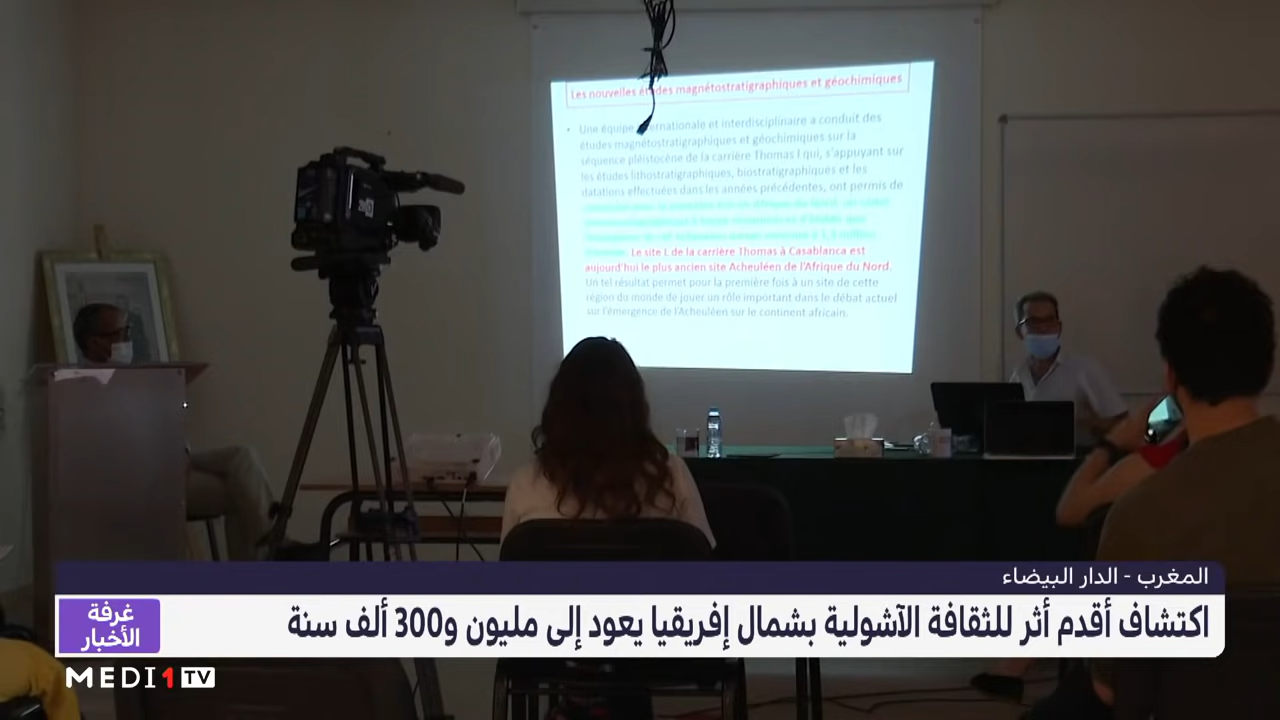 Les nouvelles études magnétostratigraphiques et géochimiques
• Une équipe internationale et interdisciplinaire a conduit des
études magnétostratigraphiques et géochimiques sur la
séquence pléistocène de la carrière Thomas I qui, s'appuyant sur
les études lithostratigraphiques, biostratigraphiques et les
datations effectuées dans les années précédentes, ont permis de
Le site L de la carrière Thomas à Casablanca est
aujourd'hui le plus ancien site Acheuléen de l'Afrique du Nord.
Un tel résultat permet pour la première fois à un site de cette
région du monde de jouer un rôle important dans le débat actuel
sur l'émergence de l'Acheuléen sur le continent africain.
المغرب - الدار البيضاء
اكتشاف أقدم أثر للثقافة الآشولية بشمال إفريقيا يعود إلى مليون و300 ألف سنة
غرفة
الأخبار
MEDI1TV